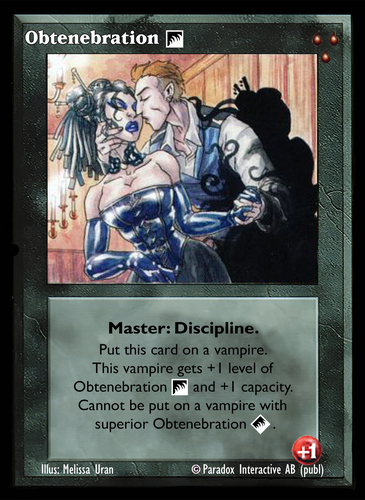 Obtenebration
Master: Discipline.
Put this card on a vampire.
This vampire gets +1 level of
Obtenebration and +1 capacity.
Cannot be put on a vampire with
superior Obtenebration .
+1
Illus: Melissa Uran © Paradox Interactive AB (publ)